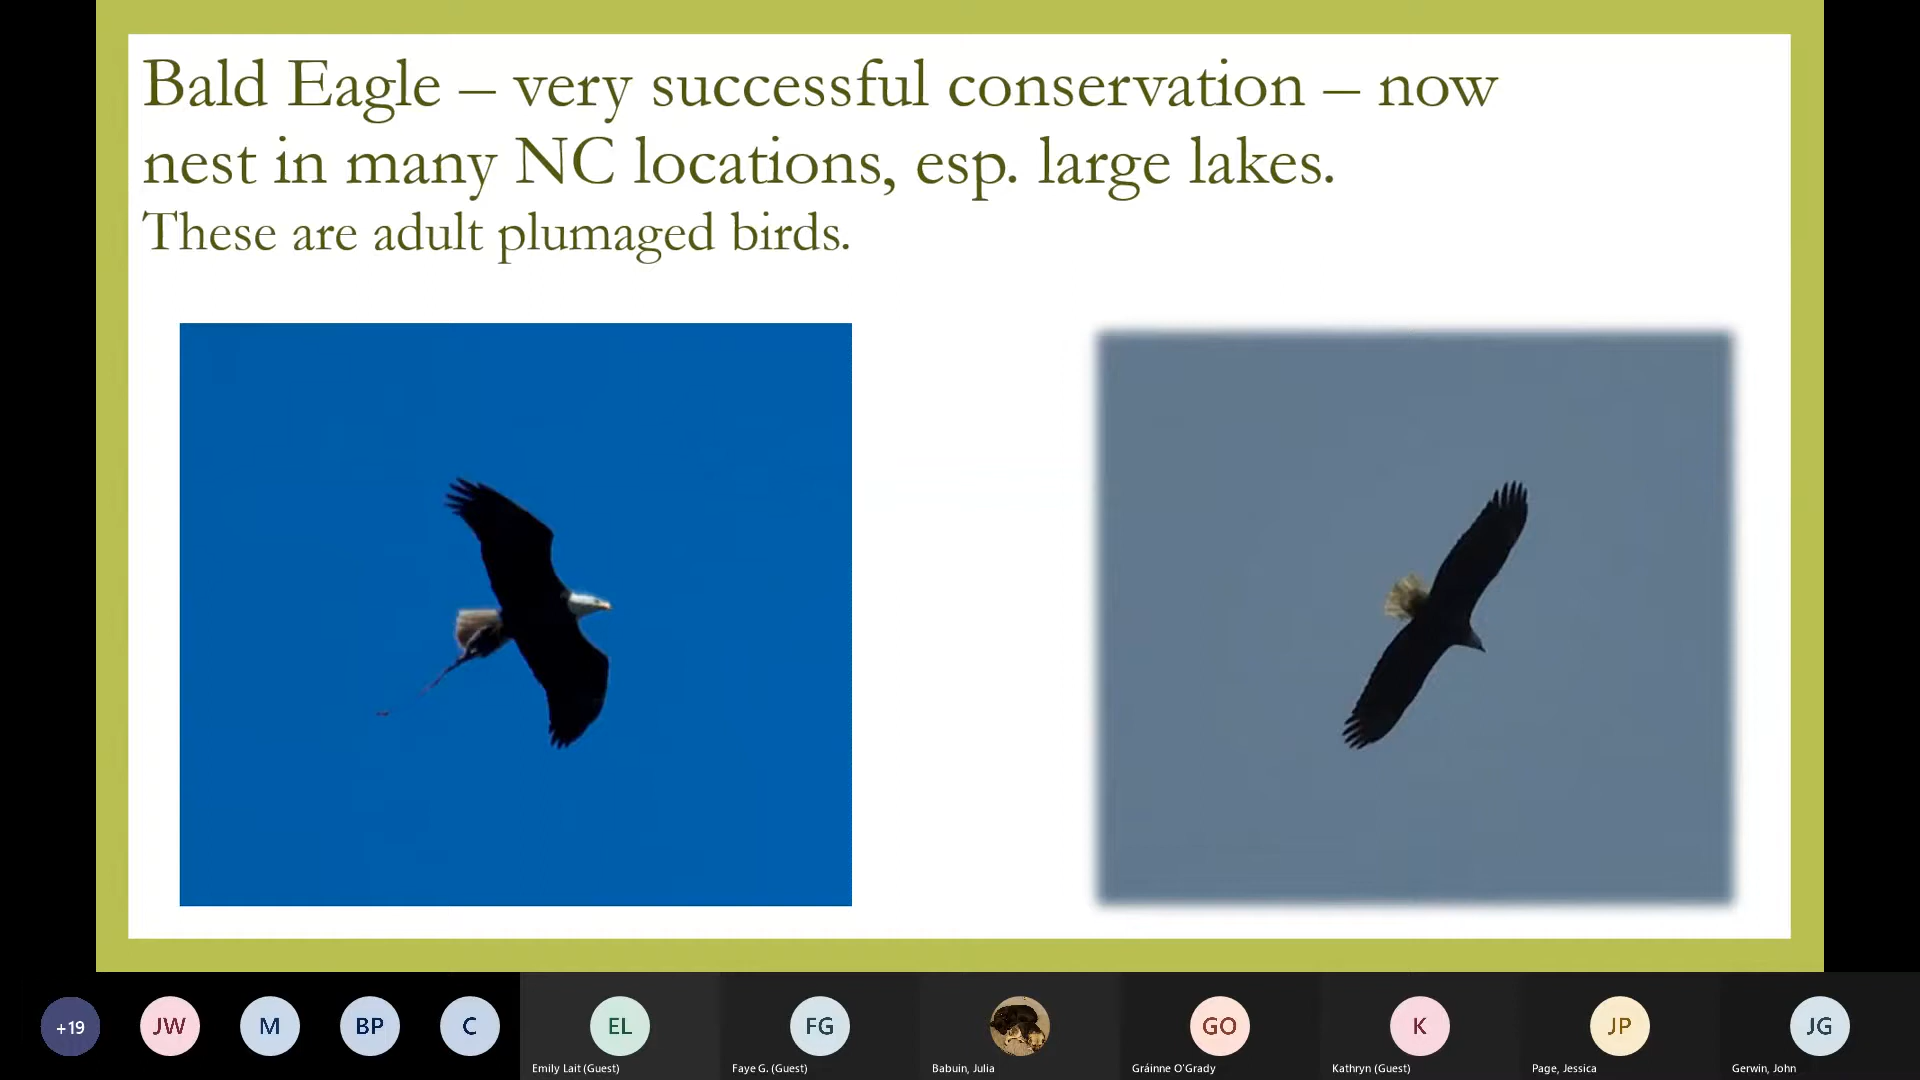 Bald Eagle – very successful conservation – now
nest in many NC locations, esp. large lakes.
These are adult plumaged birds.
+19
JW
M
BP
C
EL
FG
GO
K
JP
JG
Emily Lait (Guest)
Faye G. (Guest)
Babuin, Julia
Gráinne O'Grady
Kathryn (Guest)
Page, Jessica
Gerwin, John